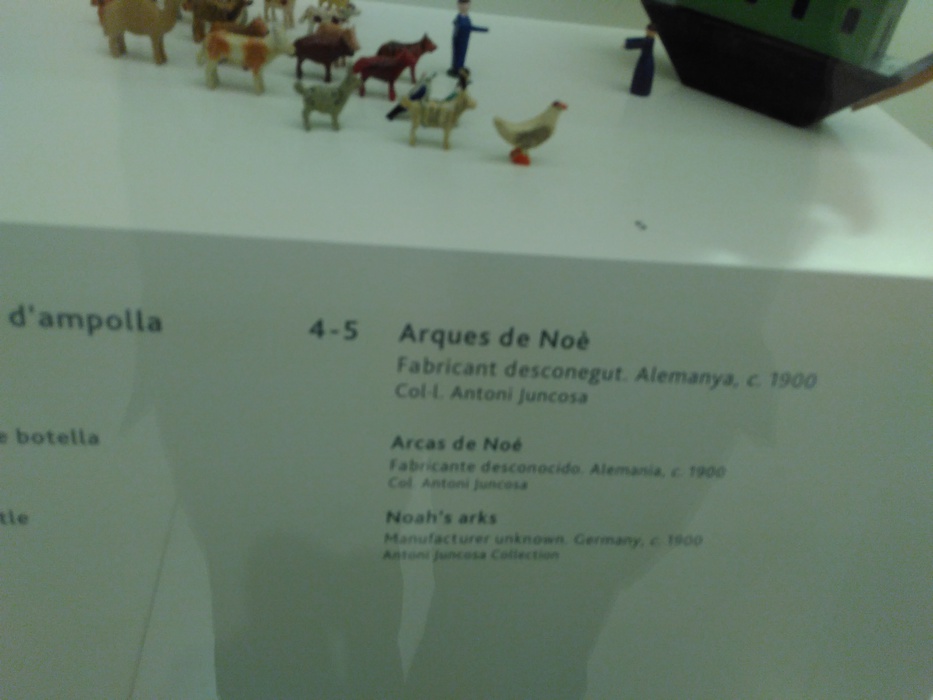 d'ampolla
e botella
tle
4-5 Arques de Noè
Fabricant desconegut. Alemanya, c. 1900
Col·l. Antoni Juncosa
Arcas de Noé
Fabricante desconocido. Alemania, c. 1900
Col. Antoni Juncosa
Noah's arks
Manufacturer unknown. Germany, c. 1900
Antoni Juncosa Collection